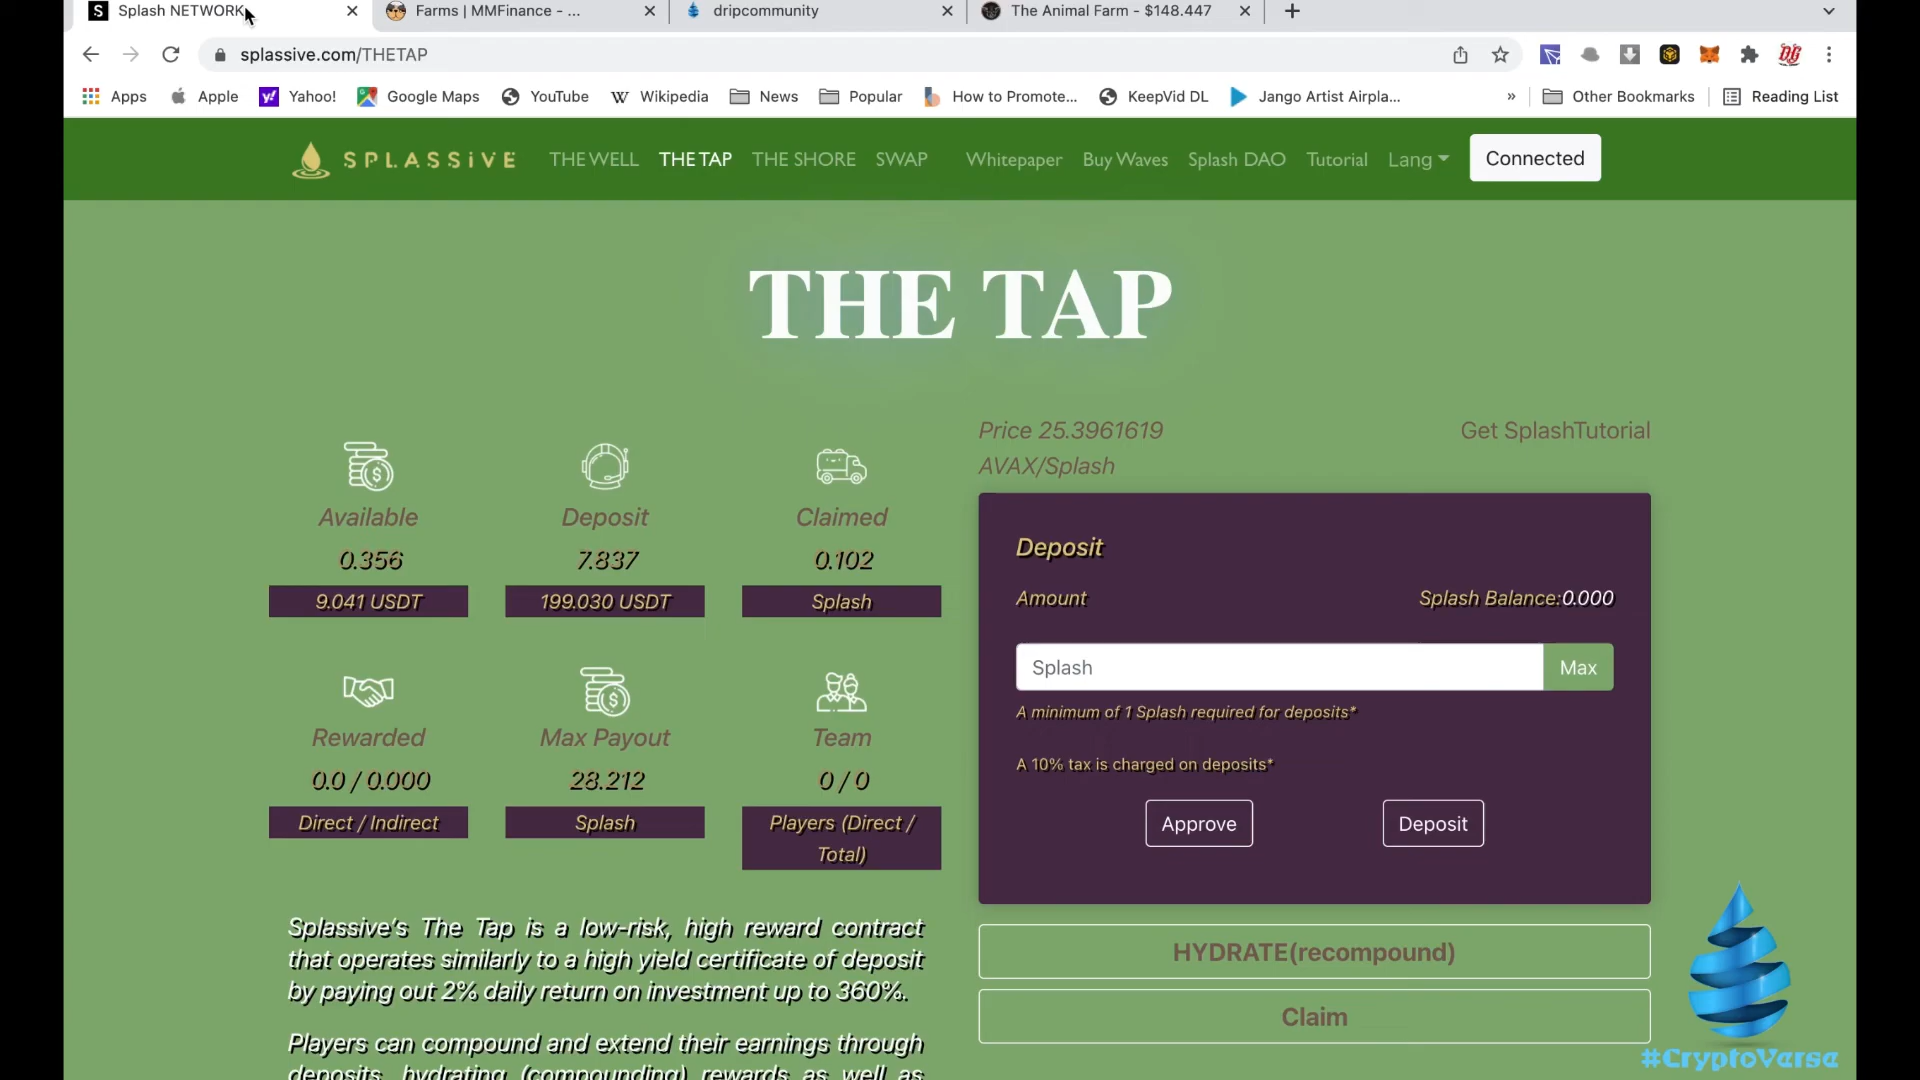 Splash NETWORK
Farms | MMFinance - ...
dripcommunity
The Animal Farm - $148.447
splassive.com/THETAP
Apps
Apple
Yahoo!
Google Maps
YouTube
Wikipedia
News
Popular
How to Promote...
KeepVid DL
Jango Artist Airpla...
»
Other Bookmarks
Reading List
SPLASSiVE
THE WELL
THE TAP
THE SHORE
SWAP
Whitepaper
Buy Waves
Splash DAO
Tutorial
Lang
Connected
THE TAP
Available
0.356
9.041 USDT
Deposit
7.837
199.030 USDT
Claimed
0.102
Splash
Rewarded
0.0 / 0.000
Direct / Indirect
Max Payout
28.212
Splash
Team
0 / 0
Players (Direct /
Total)
Splassive's The Tap is a low-risk, high reward contract
that operates similarly to a high yield certificate of deposit
by paying out 2% daily return on investment up to 360%.
Players can compound and extend their earnings through
deposits, hydrating (compounding) rewards as well as
Price 25.3961619
AVAX/Splash
Get SplashTutorial
Deposit
Amount
Splash Balance:0.000
Splash
Max
A minimum of 1 Splash required for deposits*
A 10% tax is charged on deposits*
Approve
Deposit
HYDRATE(recompound)
Claim
#CryptoVerse